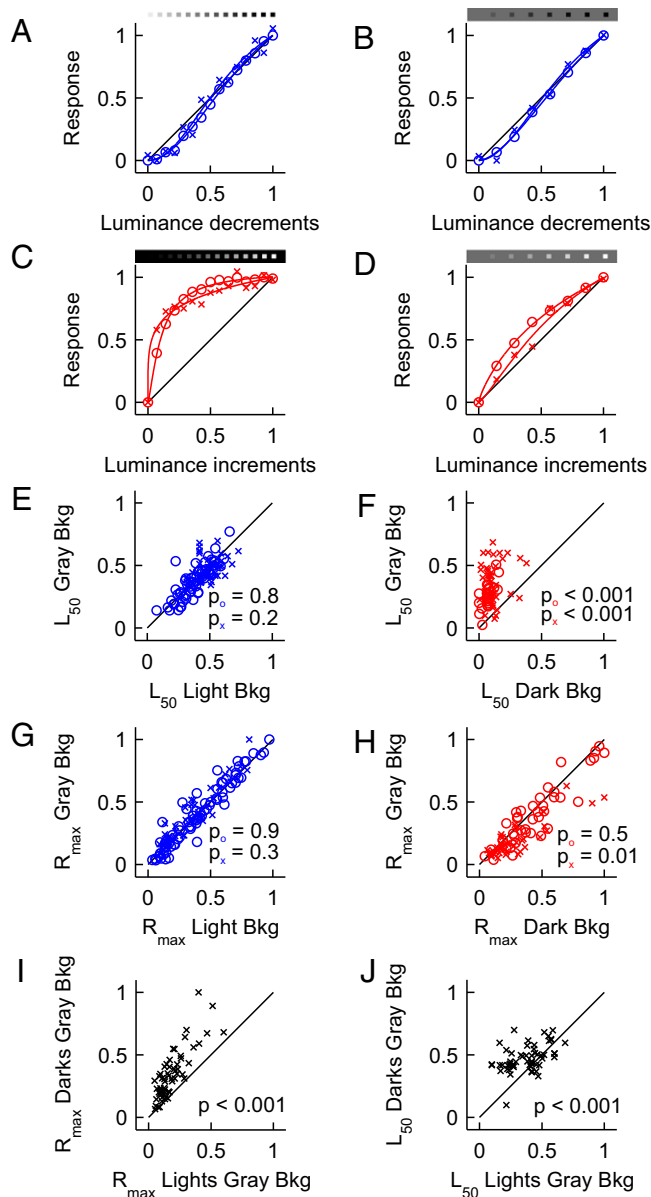 A
B
Response
1
0.5
0
0 0.5 1
Luminance decrements
Response
1
0.5
0
0 0.5 1
Luminance decrements
C
D
Response
1
0.5
0
0 0.5 1
Luminance increments
Response
1
0.5
0
0 0.5 1
Luminance increments
E
F
L50 Gray Bkg
1
0.5
0
po = 0.8
px = 0.2
0 0.5 1
L50 Light Bkg
L50 Gray Bkg
1
0.5
0
po < 0.001
px < 0.001
0 0.5 1
L50 Dark Bkg
G
H
Rmax Gray Bkg
1
0.5
0
po = 0.9
px = 0.3
0 0.5 1
Rmax Light Bkg
Rmax Gray Bkg
1
0.5
0
po = 0.5
px = 0.01
0 0.5 1
Rmax Dark Bkg
I
J
Rmax Darks Gray Bkg
1
0.5
0
p < 0.001
0 0.5 1
Rmax Lights Gray Bkg
L50 Darks Gray Bkg
1
0.5
0
p < 0.001
0 0.5 1
L50 Lights Gray Bkg